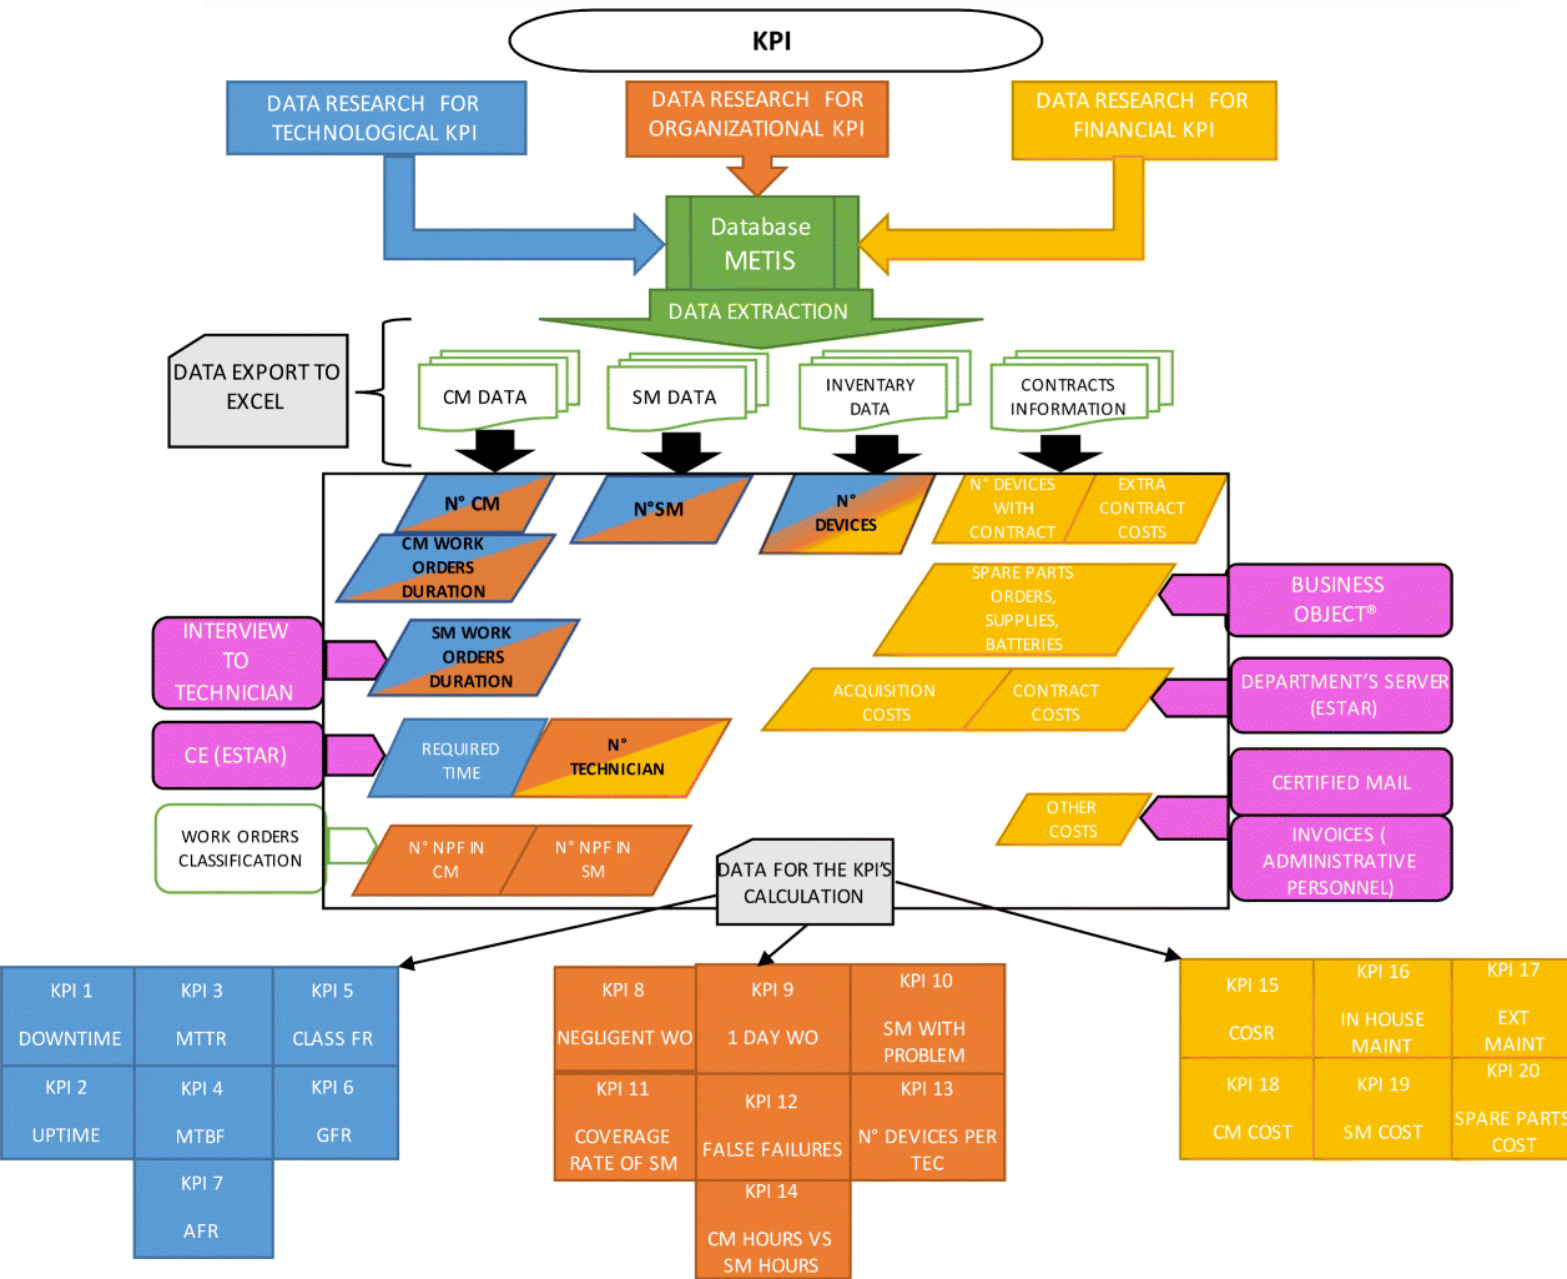 KPI
DATA RESEARCH FOR
TECHNOLOGICAL KPI
DATA RESEARCH FOR
ORGANIZATIONAL KPI
DATA RESEARCH FOR
FINANCIAL KPI
Database
METIS
DATA EXTRACTION
DATA EXPORT TO
EXCEL
CM DATA
SM DATA
INVENTARY
DATA
CONTRACTS
INFORMATION
N° CM
N°SM
N°
DEVICES
N° DEVICES
WITH
CONTRACT
EXTRA
CONTRACT
COSTS
CM WORK
ORDERS
DURATION
SPARE PARTS
ORDERS,
SUPPLIES,
BATTERIES
BUSINESS
OBJECT®
INTERVIEW
TO
TECHNICIAN
SM WORK
ORDERS
DURATION
ACQUISITION
COSTS
CONTRACT
COSTS
DEPARTMENT'S SERVER
(ESTAR)
CE (ESTAR)
REQUIRED
TIME
N°
TECHNICIAN
CERTIFIED MAIL
OTHER
COSTS
INVOICES (
ADMINISTRATIVE
PERSONNEL)
WORK ORDERS
CLASSIFICATION
N° NPF IN
CM
N° NPF IN
SM
DATA FOR THE KPI'S
CALCULATION
KPI 1
DOWNTIME
KPI 3
MTTR
KPI 5
CLASS FR
KPI 2
UPTIME
KPI 4
MTBF
KPI 6
GFR
KPI 7
AFR
KPI 8
NEGLIGENT WO
KPI 9
1 DAY WO
KPI 10
SM WITH
PROBLEM
KPI 11
COVERAGE
RATE OF SM
KPI 12
FALSE FAILURES
KPI 13
N° DEVICES PER
TEC
KPI 14
CM HOURS VS
SM HOURS
KPI 15
COSR
KPI 16
IN HOUSE
MAINT
KPI 17
EXT
MAINT
KPI 18
CM COST
KPI 19
SM COST
KPI 20
SPARE PARTS
COST